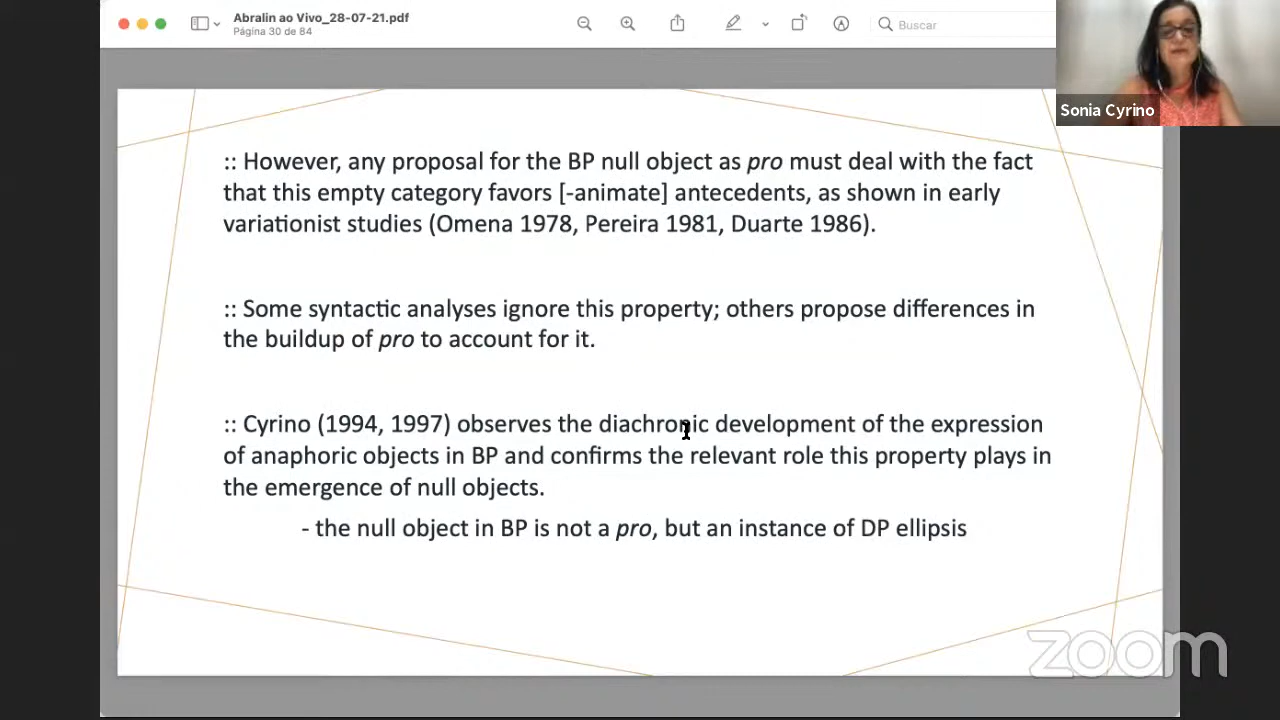 Abralin ao Vivo_28-07-21.pdf
Página 30 de 84
Buscar
Sonia Cyrino
:: However, any proposal for the BP null object as pro must deal with the fact
that this empty category favors [-animate] antecedents, as shown in early
variationist studies (Omena 1978, Pereira 1981, Duarte 1986).
:: Some syntactic analyses ignore this property; others propose differences in
the buildup of pro to account for it.
:: Cyrino (1994, 1997) observes the diachronic development of the expression
of anaphoric objects in BP and confirms the relevant role this property plays in
the emergence of null objects.
- the null object in BP is not a pro, but an instance of DP ellipsis
zoom